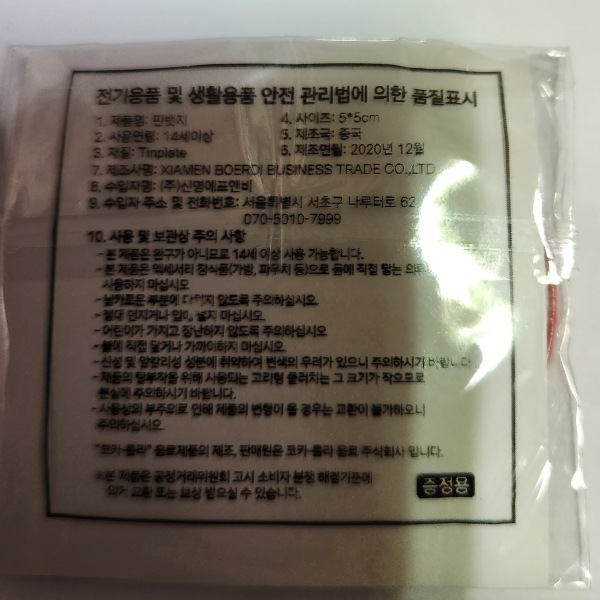 전기용품 및 생활용품 안전 관리법에 의한 품질표시
1. 제품명: 핀뱃지 4. 사이즈: 5*5cm
2. 사용연령: 14세이상 5. 제조국: 중국
3. 재질: Tinplate 6. 제조연월: 2020년 12월
7. 제조사명: XIAMEN BOERDI BUSINESS TRADE CO.,LTD
8. 수입자명: (주)신명에프앤비
9. 수입자 주소 및 전화번호: 서울특별시 서초구 나루터로 62
070-5010-7999
10. 사용 및 보관상 주의 사항
- 본 제품은 완구가 아니므로 14세 이상 사용 가능합니다.
- 본 제품은 액세서리 장식품(가방, 파우치 등)으로 몸에 직접 닿는
사용하지 마십시오
- 날카로운 부분에 다치지 않도록 주의하십시오
- 절대 던지거나 입에 넣지 마십시오
- 어린이가 가지고 장난하지 않도록 주의하십시오
- 불에 직접 닿거나 가까이하지 마십시오.
- 산성 및 알칼리성 성분에 취약하여 변색의 우려가 있으니 주의하시기 바랍니다
- 제품의 탈부착을 위해 사용되는 고리형 클러치는 그 크기가 작으므로
분실에 주의하시기 바랍니다.
- 사용상의 부주의로 인해 제품의 변형이 올 경우는 교환이 불가하오니
주의하십시오.
"코카-콜라" 음료제품의 제조, 판매원은 코카-콜라 음료 주식회사 입니다.
※본 제품은 공정거래위원회 고시 소비자 분쟁 해결기준에
의거 교환 또는 보상 받으실 수 있습니다.
증정용